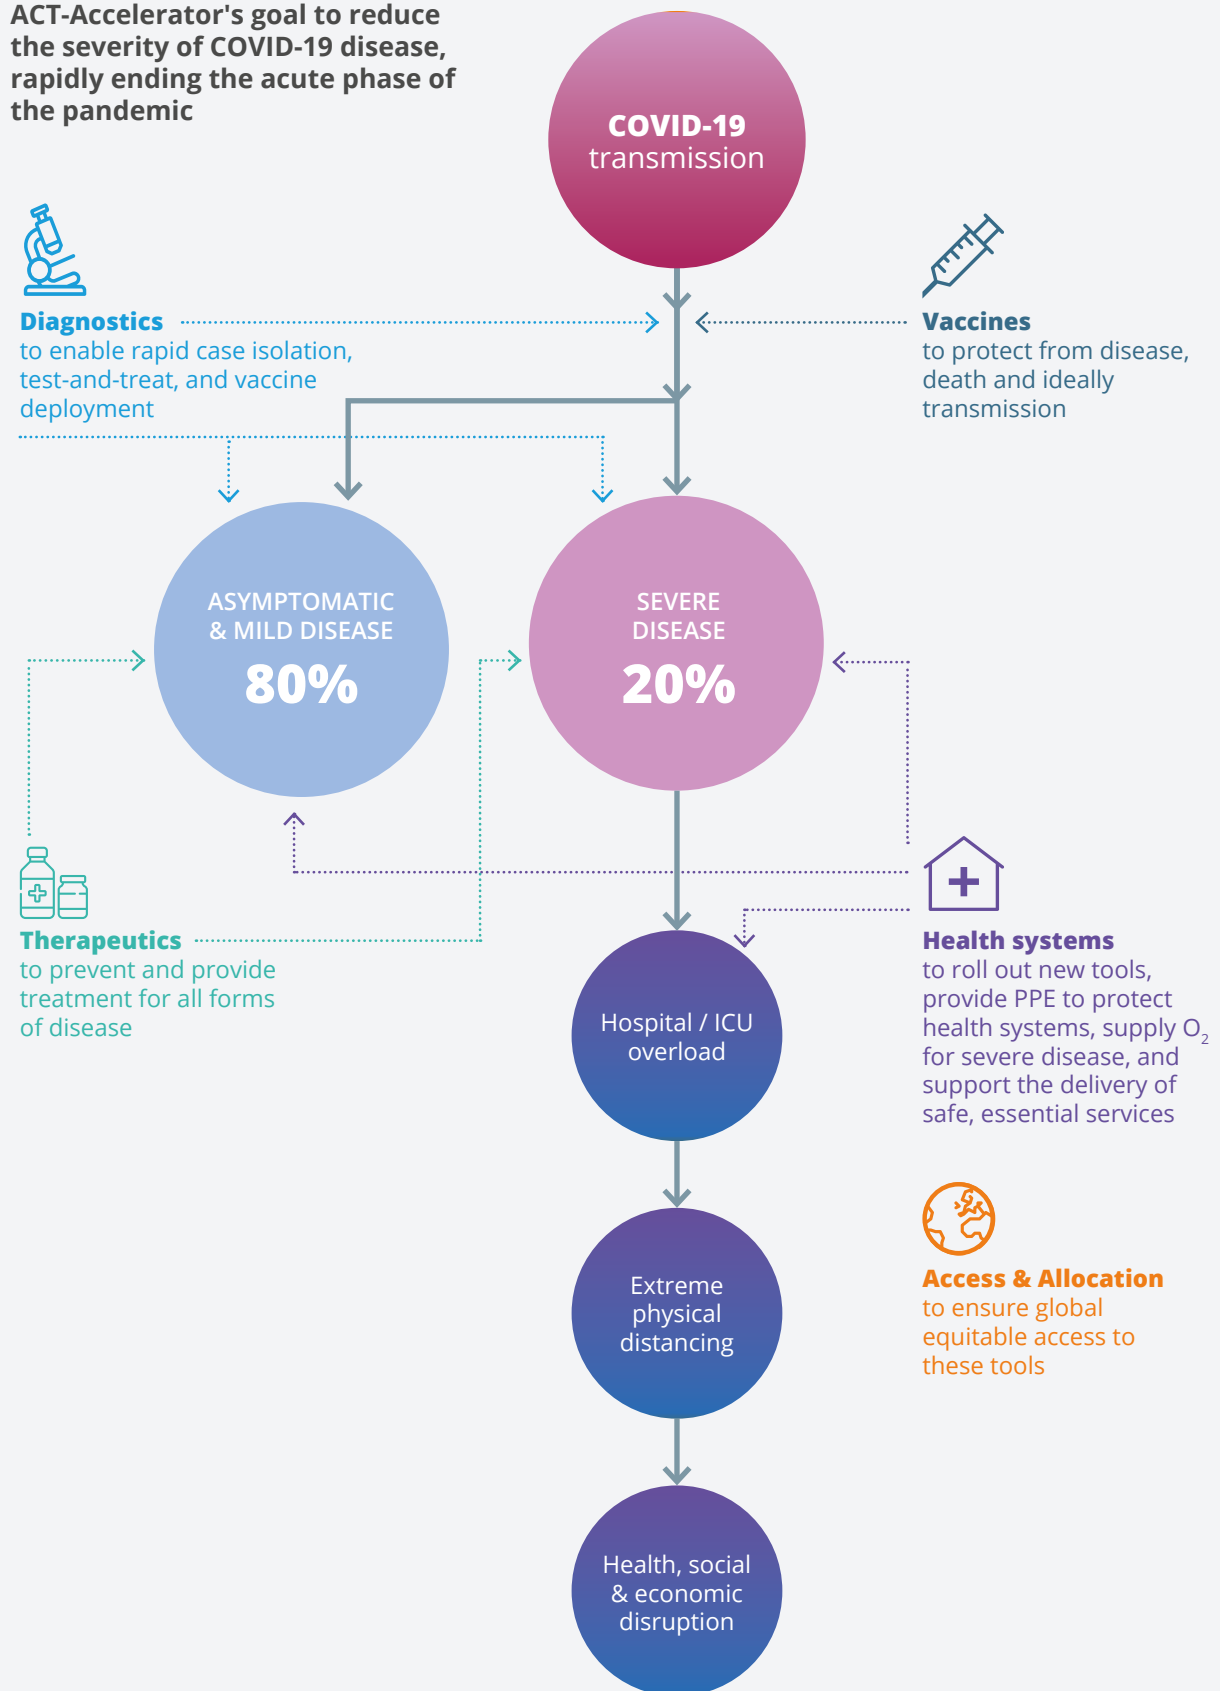 ACT-Accelerator's goal to reduce
the severity of COVID-19 disease,
rapidly ending the acute phase of
the pandemic
COVID-19
transmission
Diagnostics
to enable rapid case isolation,
test-and-treat, and vaccine
deployment
Vaccines
to protect from disease,
death and ideally
transmission
ASYMPTOMATIC
& MILD DISEASE
80%
SEVERE
DISEASE
20%
Therapeutics
to prevent and provide
treatment for all forms
of disease
Hospital / ICU
overload
Health systems
to roll out new tools,
provide PPE to protect
health systems, supply O₂
for severe disease, and
support the delivery of
safe, essential services
Extreme
physical
distancing
Access & Allocation
to ensure global
equitable access to
these tools
Health, social
& economic
disruption